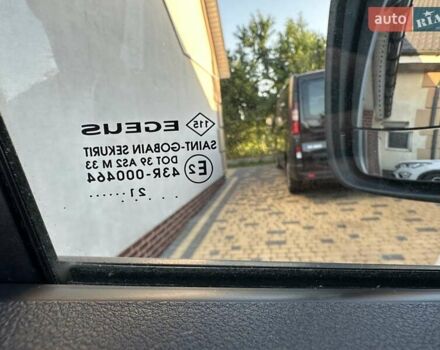 auto RIA
EGEUS 115
SAINT-GOBAIN SEKURIT
DOT 39 AS2 M 33
43R-000464 E2
21